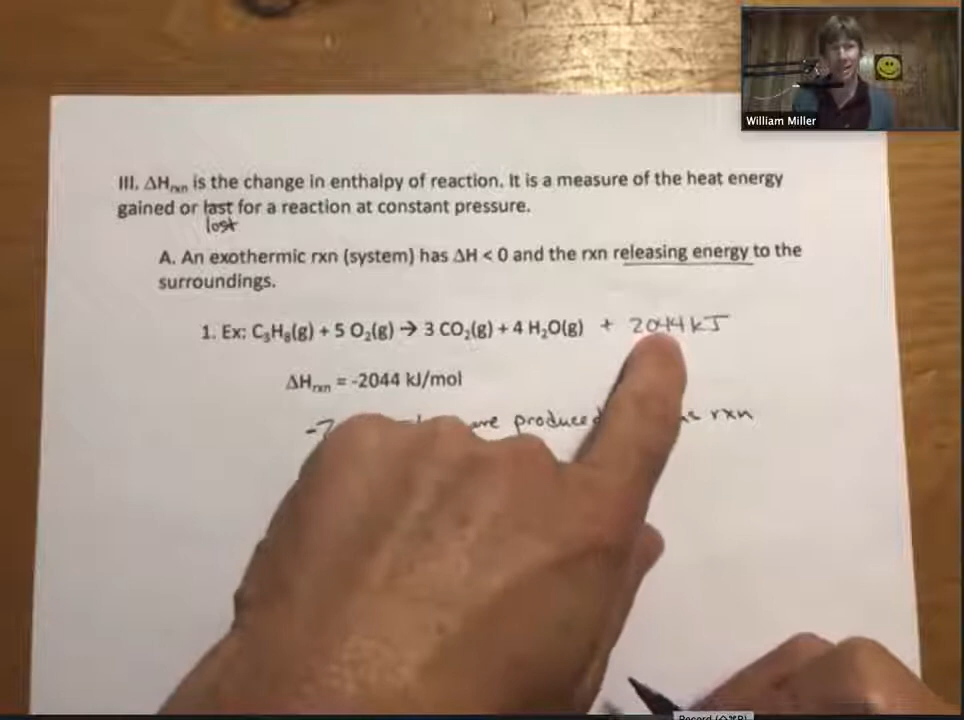 William Miller
III. ΔHrxn is the change in enthalpy of reaction. It is a measure of the heat energy
gained or last for a reaction at constant pressure.
lost
A. An exothermic rxn (system) has ΔH < 0 and the rxn releasing energy to the
surroundings.
1. Ex: C₃H₈(g) + 5 O₂(g) → 3 CO₂(g) + 4 H₂O(g) + 2044 kJ
ΔHrxn = -2044 kJ/mol
are produced rxn